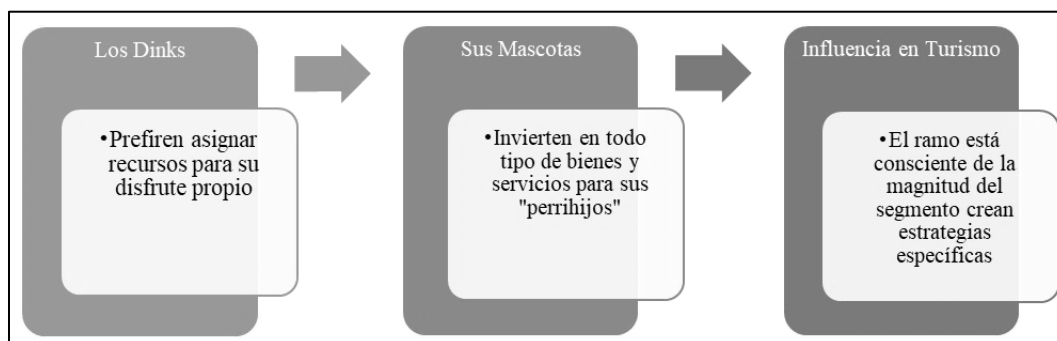 Los Dinks
•Prefiren asignar
recursos para su
disfrute propio
Sus Mascotas
•Invierten en todo
tipo de bienes y
servicios para sus
"perrihijos"
Influencia en Turismo
•El ramo está
consciente de la
magnitud del
segmento crean
estrategias
específicas